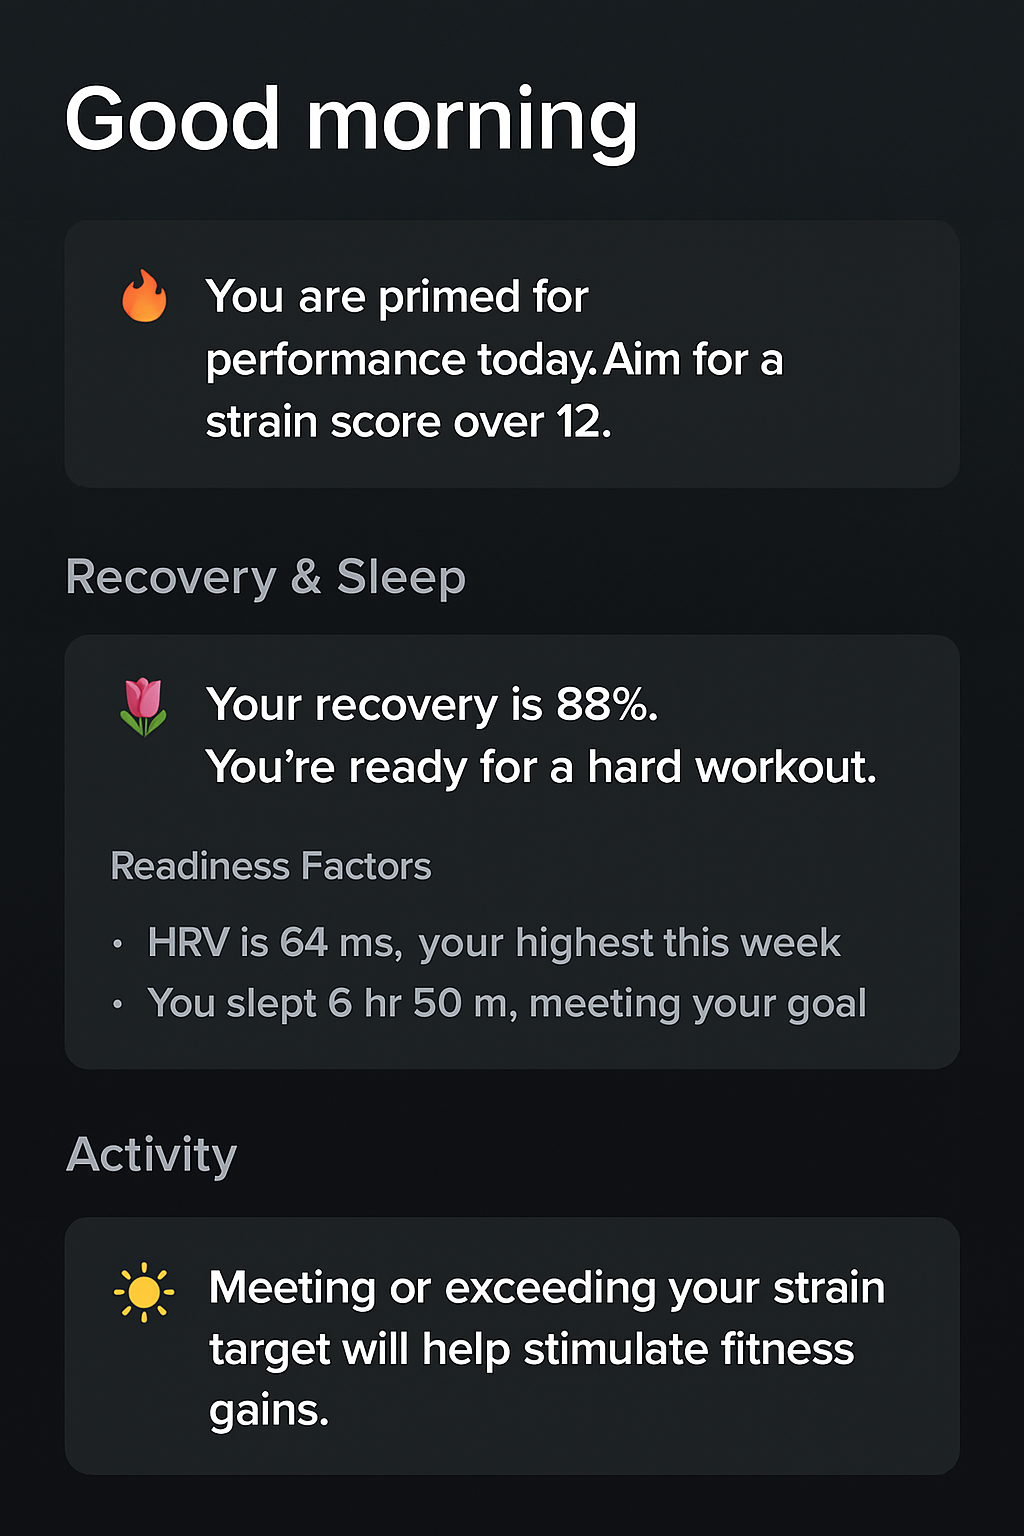 Good morning
You are primed for
performance today. Aim for a
strain score over 12.
Recovery & Sleep
Your recovery is 88%.
You’re ready for a hard workout.
Readiness Factors
• HRV is 64 ms, your highest this week
• You slept 6 hr 50 m, meeting your goal
Activity
Meeting or exceeding your strain
target will help stimulate fitness
gains.